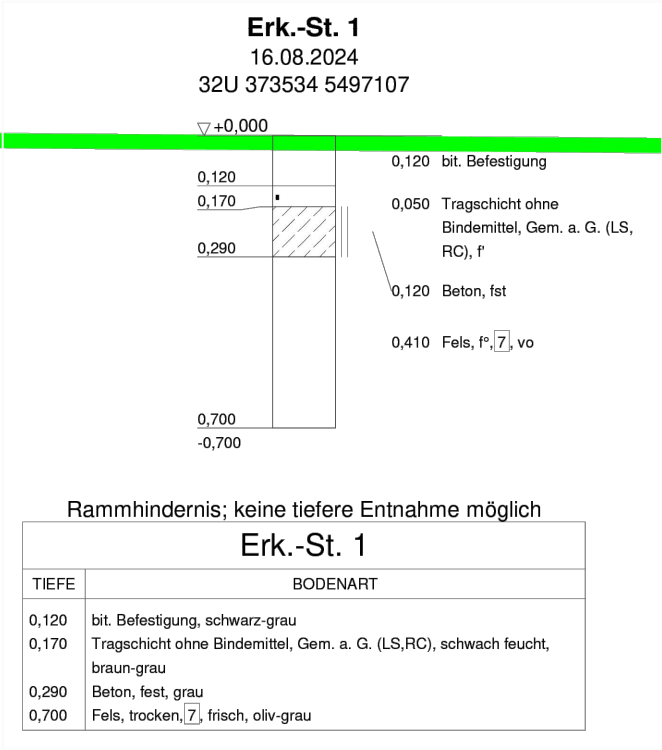 Erk.-St. 1
16.08.2024
32U 373534 5497107
+0,000
0,120 bit. Befestigung
0,120
0,170
0,050 Tragschicht ohne
Bindemittel, Gem. a. G. (LS,
RC), f'
0,290
0,120 Beton, fst
0,410 Fels, f°, 7, vo
0,700
-0,700
Rammhindernis; keine tiefere Entnahme möglich
Erk.-St. 1
TIEFE BODENART
0,120 bit. Befestigung, schwarz-grau
0,170 Tragschicht ohne Bindemittel, Gem. a. G. (LS,RC), schwach feucht,
braun-grau
0,290 Beton, fest, grau
0,700 Fels, trocken, 7, frisch, oliv-grau